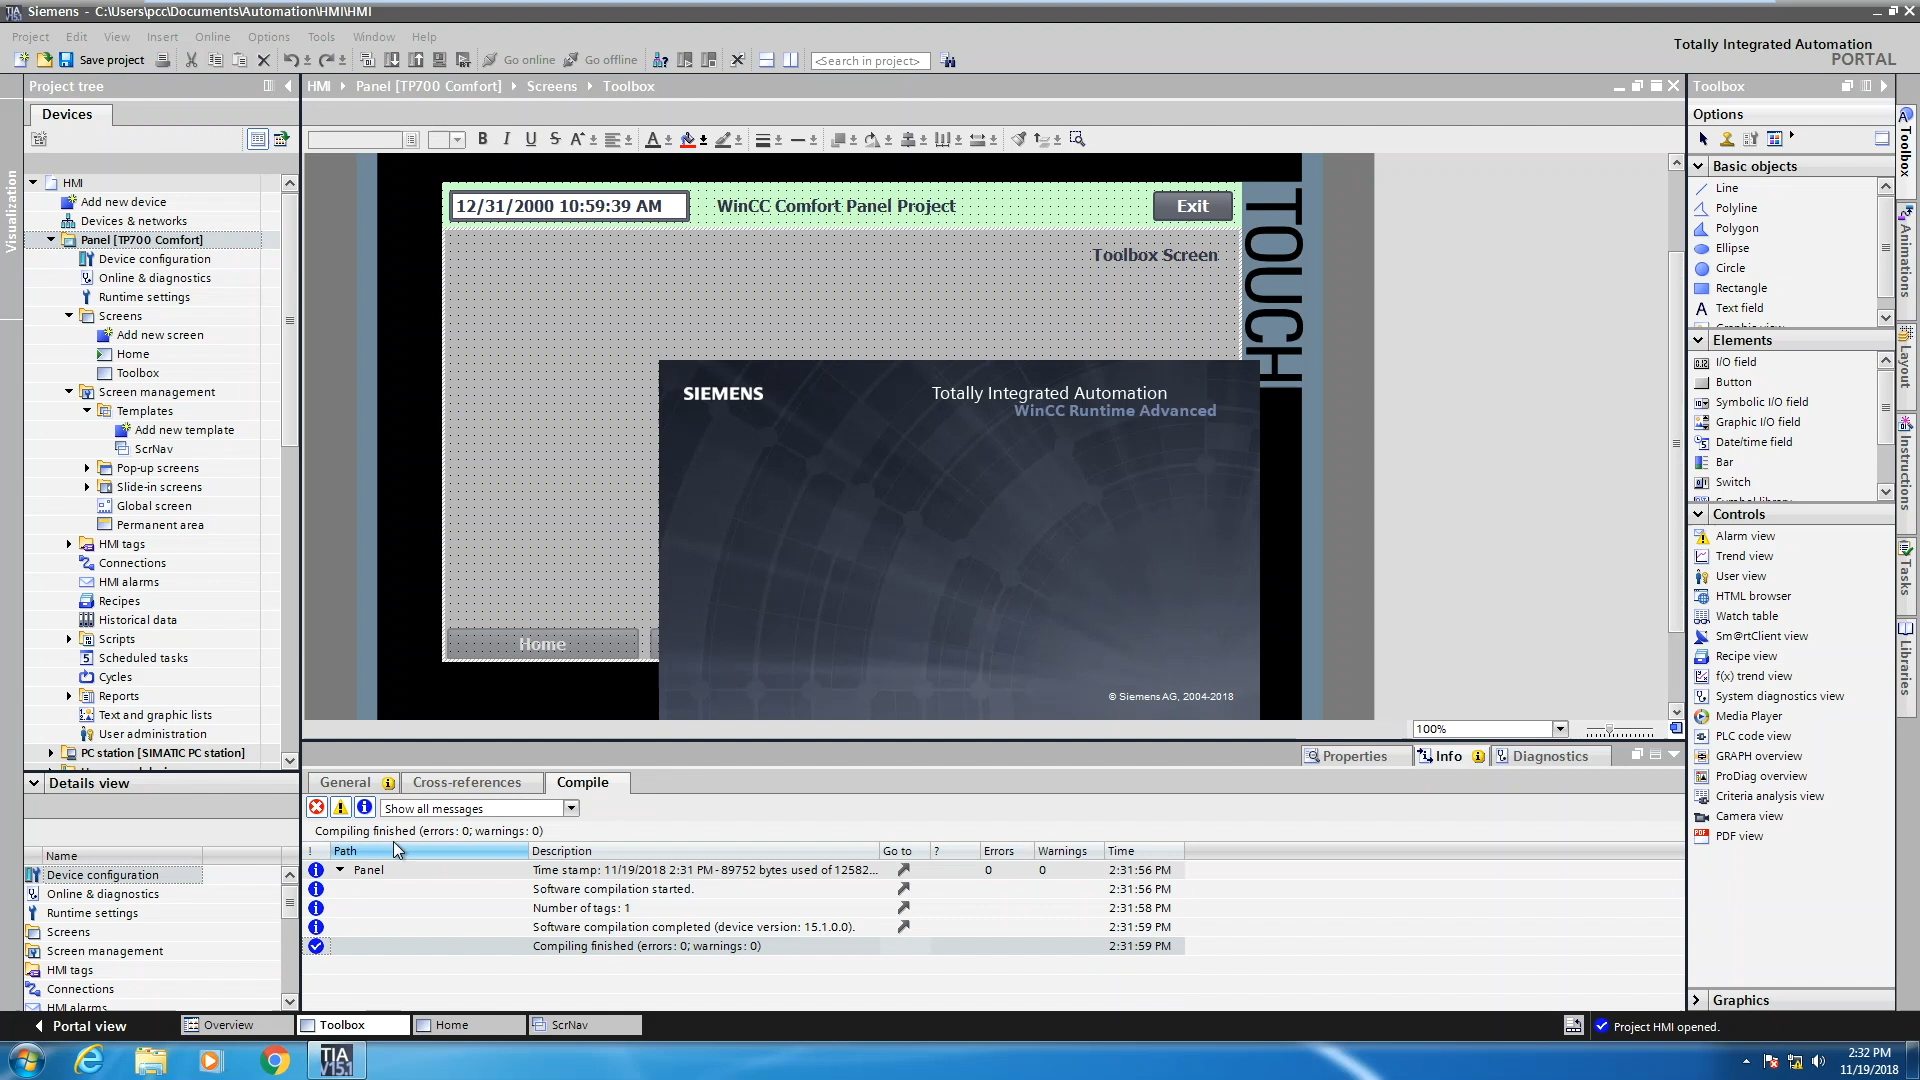 Siemens - C:\Users\pcc\Documents\Automation\HMI\HMI
Project Edit View Insert Online Options Tools Window Help
Totally Integrated Automation
PORTAL
Save project
Go online
Go offline
<Search in project>
Project tree
HMI Panel [TP700 Comfort] Screens Toolbox
Toolbox
Devices
Options
Visualization
HMI
Add new device
Devices & networks
Panel [TP700 Comfort]
Device configuration
Online & diagnostics
Runtime settings
Screens
Add new screen
Home
Toolbox
Screen management
Templates
Add new template
ScrNav
Pop-up screens
Slide-in screens
Global screen
Permanent area
HMI tags
Connections
HMI alarms
Recipes
Historical data
Scripts
Scheduled tasks
Cycles
Reports
Text and graphic lists
User administration
PC station [SIMATIC PC station]
Details view
Name
Device configuration
Online & diagnostics
Runtime settings
Screens
Screen management
HMI tags
Connections
HMI alarms
12/31/2000 10:59:39 AM
WinCC Comfort Panel Project
Exit
Toolbox Screen
TOUCH
Home
SIEMENS
Totally Integrated Automation
WinCC Runtime Advanced
© Siemens AG, 2004-2018
100%
Properties
Info
Diagnostics
General
Cross-references
Compile
Show all messages
Compiling finished (errors: 0; warnings: 0)
! Path Description Go to ? Errors Warnings Time
Panel Time stamp: 11/19/2018 2:31 PM - 89752 bytes used of 12582... 0 0 2:31:56 PM
Software compilation started. 2:31:56 PM
Number of tags: 1 2:31:58 PM
Software compilation completed (device version: 15.1.0.0). 2:31:59 PM
Compiling finished (errors: 0; warnings: 0) 2:31:59 PM
Basic objects
Line
Polyline
Polygon
Ellipse
Circle
Rectangle
Text field
Elements
I/O field
Button
Symbolic I/O field
Graphic I/O field
Date/time field
Bar
Switch
Controls
Alarm view
Trend view
User view
HTML browser
Watch table
Sm@rtClient view
Recipe view
f(x) trend view
System diagnostics view
Media Player
PLC code view
GRAPH overview
ProDiag overview
Criteria analysis view
Camera view
PDF view
Graphics
Toolbox
Animations
Layout
Instructions
Tasks
Libraries
Portal view
Overview
Toolbox
Home
ScrNav
Project HMI opened.
TIA
V15.1
2:32 PM
11/19/2018